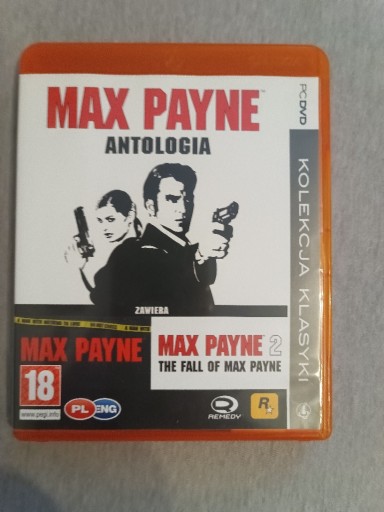 MAX PAYNE
ANTOLOGIA
PC DVD
KOLEKCJA KLASYKI
ZAWIERA
MAX PAYNE
MAX PAYNE 2
THE FALL OF MAX PAYNE
18
www.pegi.info
PL ENG
REMEDY
R